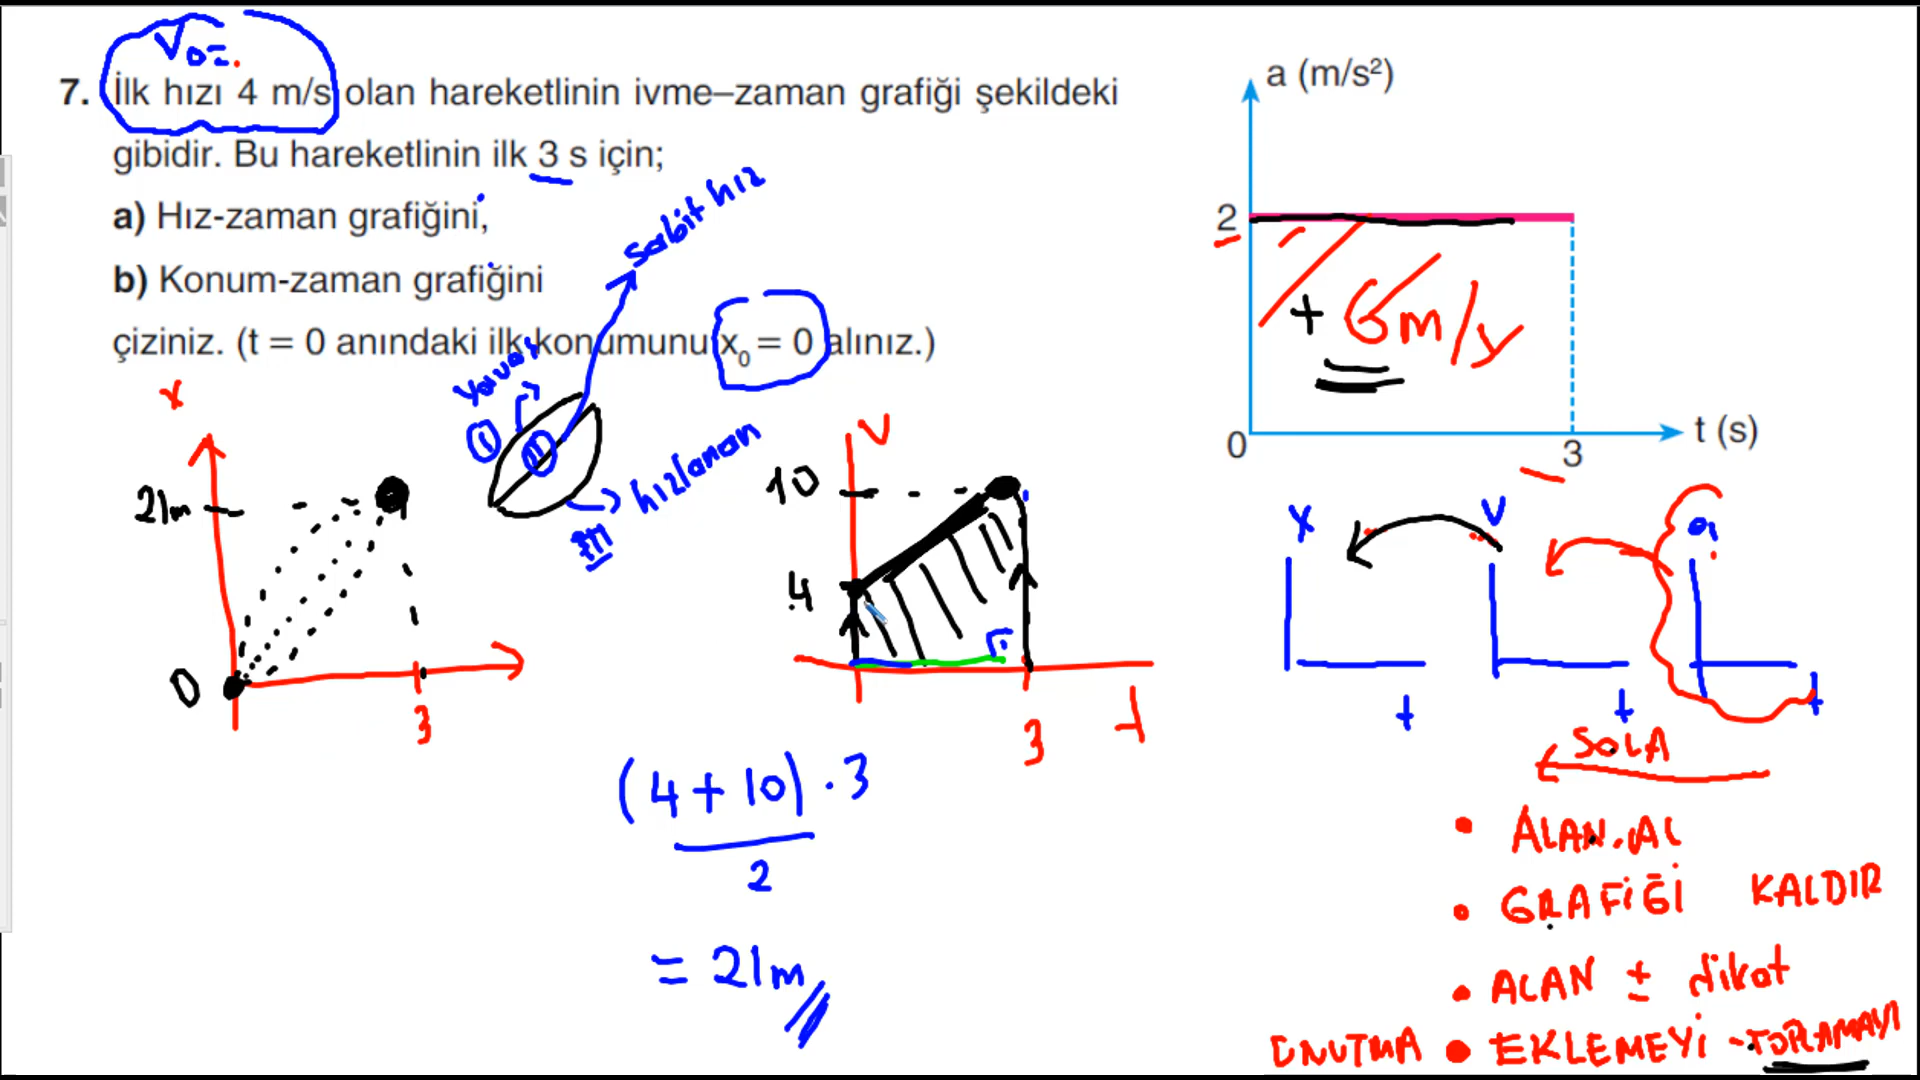 V₀=.
7. İlk hızı 4 m/s olan hareketlinin ivme–zaman grafiği şekildeki
gibidir. Bu hareketlinin ilk 3 s için;
a) Hız-zaman grafiğini,
b) Konum-zaman grafiğini
çiziniz. (t = 0 anındaki ilk konumunu x₀ = 0 alınız.)
a (m/s²)
2
+ 6m/s
0
3
t (s)
sabit hız
yavaş
I
II
III
hızlanan
x
21m
0
3
V
10
4
3
t
(4+10).3
2
= 21m
X
V
a
t
t
t
SOLA
• ALAN.AL
• GRAFİĞİ KALDIR
• ALAN ± dikat
UNUTMA • EKLEMEYİ - TOPLAMAYI